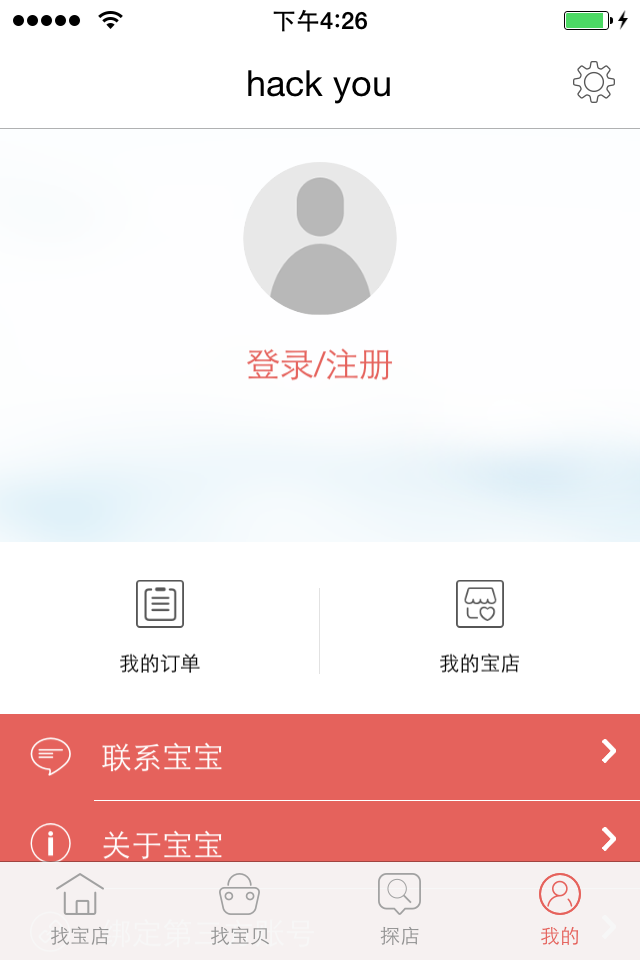 下午4:26
hack you
登录/注册
我的订单
我的宝店
联系宝宝
关于宝宝
绑定第三 账号
找宝店
找宝贝
探店
我的